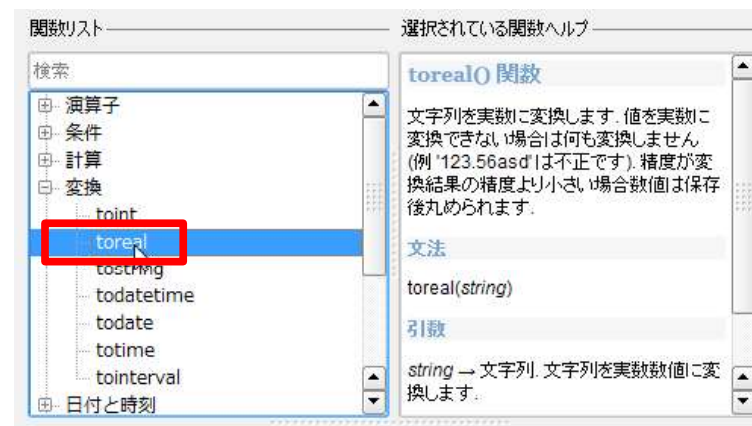 関数リスト
選択されている関数ヘルプ
検索
演算子
条件
計算
変換
toint
toreal
tostring
todatetime
todate
totime
tointerval
日付と時刻
toreal() 関数
文字列を実数に変換します. 値を実数に
変換できない場合は何も変換しません
(例 '123.56asd'は不正です). 精度が変
換結果の精度より小さい場合数値は保存
後丸められます.
文法
toreal(string)
引数
string → 文字列. 文字列を実数数値に変
換します.